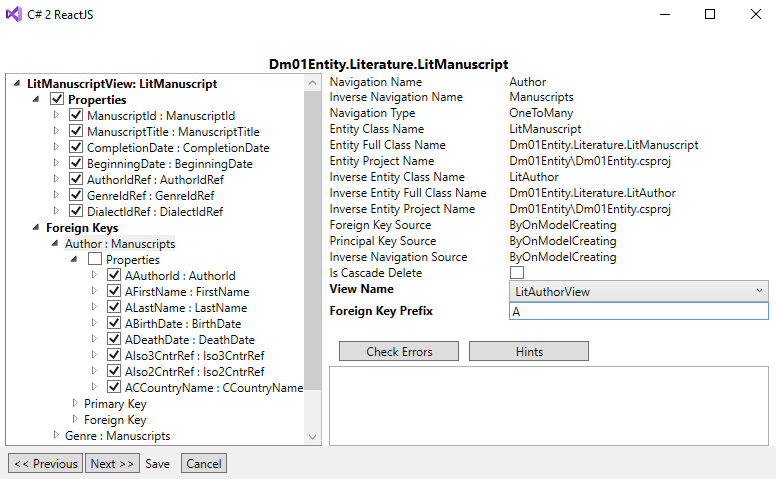 C# 2 ReactJS
Dm01Entity.Literature.LitManuscript
LitManuscriptView: LitManuscript
Properties
ManuscriptId : ManuscriptId
ManuscriptTitle : ManuscriptTitle
CompletionDate : CompletionDate
BeginningDate : BeginningDate
AuthorIdRef : AuthorIdRef
GenreIdRef : GenreIdRef
DialectIdRef : DialectIdRef
Foreign Keys
Author : Manuscripts
Properties
AAuthorId : AuthorId
AFirstName : FirstName
ALastName : LastName
ABirthDate : BirthDate
ADeathDate : DeathDate
AIso3CntrRef : Iso3CntrRef
AIso2CntrRef : Iso2CntrRef
ACCountryName : CCountryName
Primary Key
Foreign Key
Genre : Manuscripts
Navigation Name Author
Inverse Navigation Name Manuscripts
Navigation Type OneToMany
Entity Class Name LitManuscript
Entity Full Class Name Dm01Entity.Literature.LitManuscript
Entity Project Name Dm01Entity\Dm01Entity.csproj
Inverse Entity Class Name LitAuthor
Inverse Entity Full Class Name Dm01Entity.Literature.LitAuthor
Inverse Entity Project Name Dm01Entity\Dm01Entity.csproj
Foreign Key Source ByOnModelCreating
Principal Key Source ByOnModelCreating
Inverse Navigation Source ByOnModelCreating
Is Cascade Delete
View Name LitAuthorView
Foreign Key Prefix A
Check Errors Hints
<< Previous Next >> Save Cancel